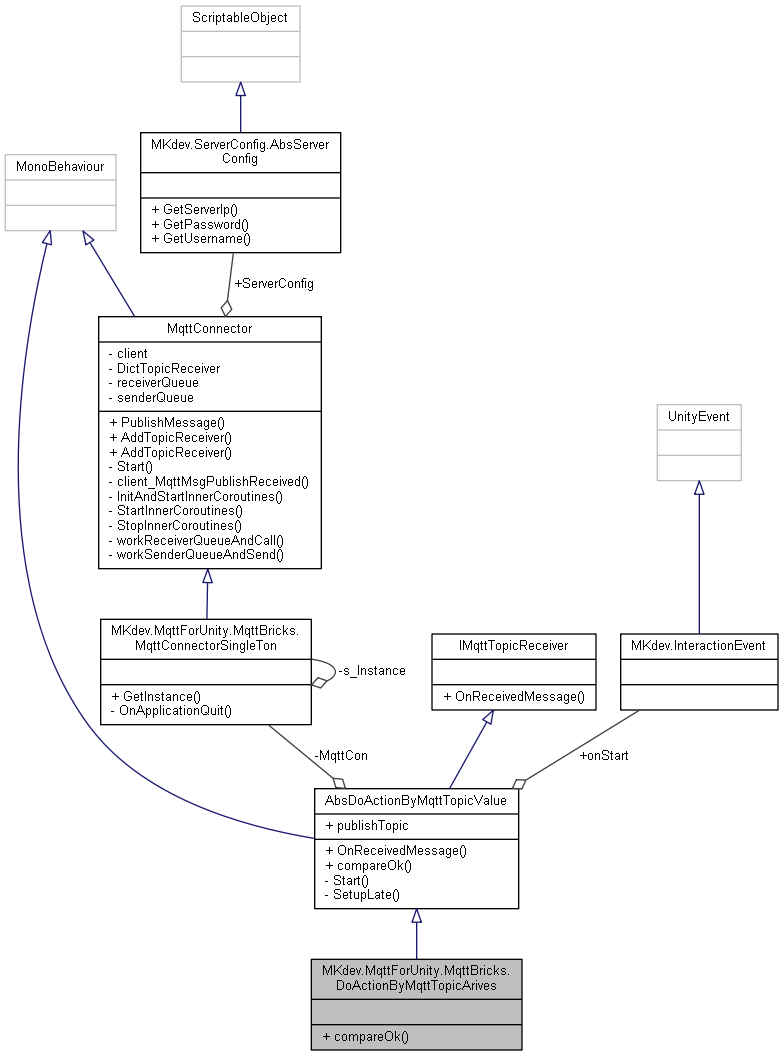 ScriptableObject
MKdev.ServerConfig.AbsServer
Config
+ GetServerIp()
+ GetPassword()
+ GetUsername()
MonoBehaviour
+ServerConfig
MqttConnector
- client
- DictTopicReceiver
- receiverQueue
- senderQueue
+ PublishMessage()
+ AddTopicReceiver()
+ AddTopicReceiver()
- Start()
- client_MqttMsgPublishReceived()
- InitAndStartInnerCoroutines()
- StartInnerCoroutines()
- StopInnerCoroutines()
- workReceiverQueueAndCall()
- workSenderQueueAndSend()
UnityEvent
MKdev.MqttForUnity.MqttBricks.
MqttConnectorSingleTon
+ GetInstance()
- OnApplicationQuit()
-s_Instance
IMqttTopicReceiver
+ OnReceivedMessage()
MKdev.InteractionEvent
-MqttCon
+onStart
AbsDoActionByMqttTopicValue
+ publishTopic
+ OnReceivedMessage()
+ compareOk()
- Start()
- SetupLate()
MKdev.MqttForUnity.MqttBricks.
DoActionByMqttTopicArives
+ compareOk()